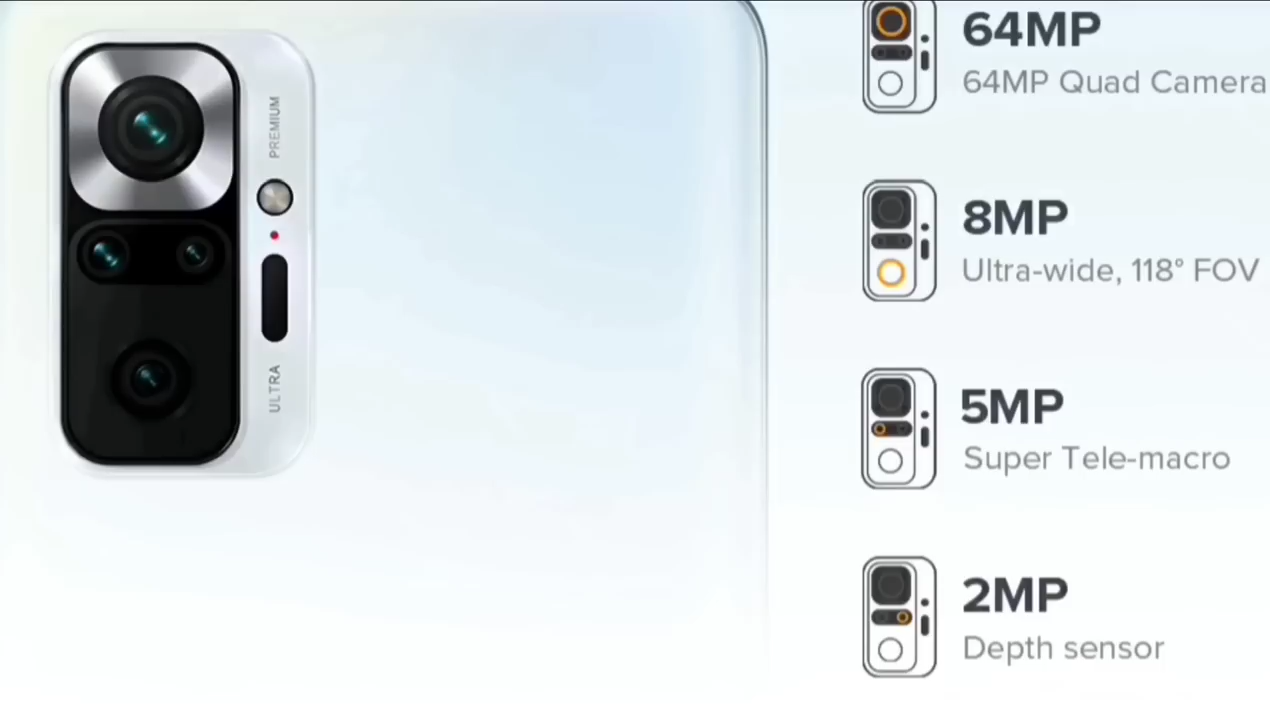 PREMIUM
ULTRA
64MP
64MP Quad Camera
8MP
Ultra-wide, 118° FOV
5MP
Super Tele-macro
2MP
Depth sensor